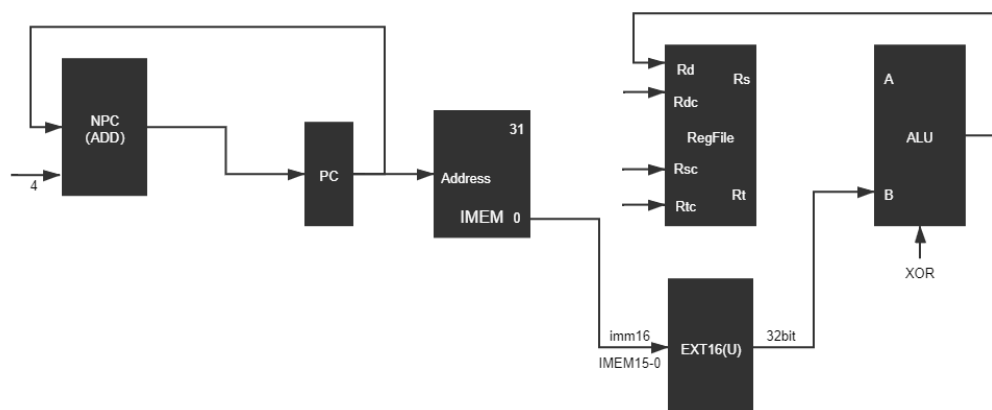 NPC
(ADD)
4
PC
31
Address
IMEM 0
imm16
IMEM15-0
EXT16(U)
32bit
Rd
Rs
Rdc
RegFile
Rsc
Rt
Rtc
A
ALU
B
XOR